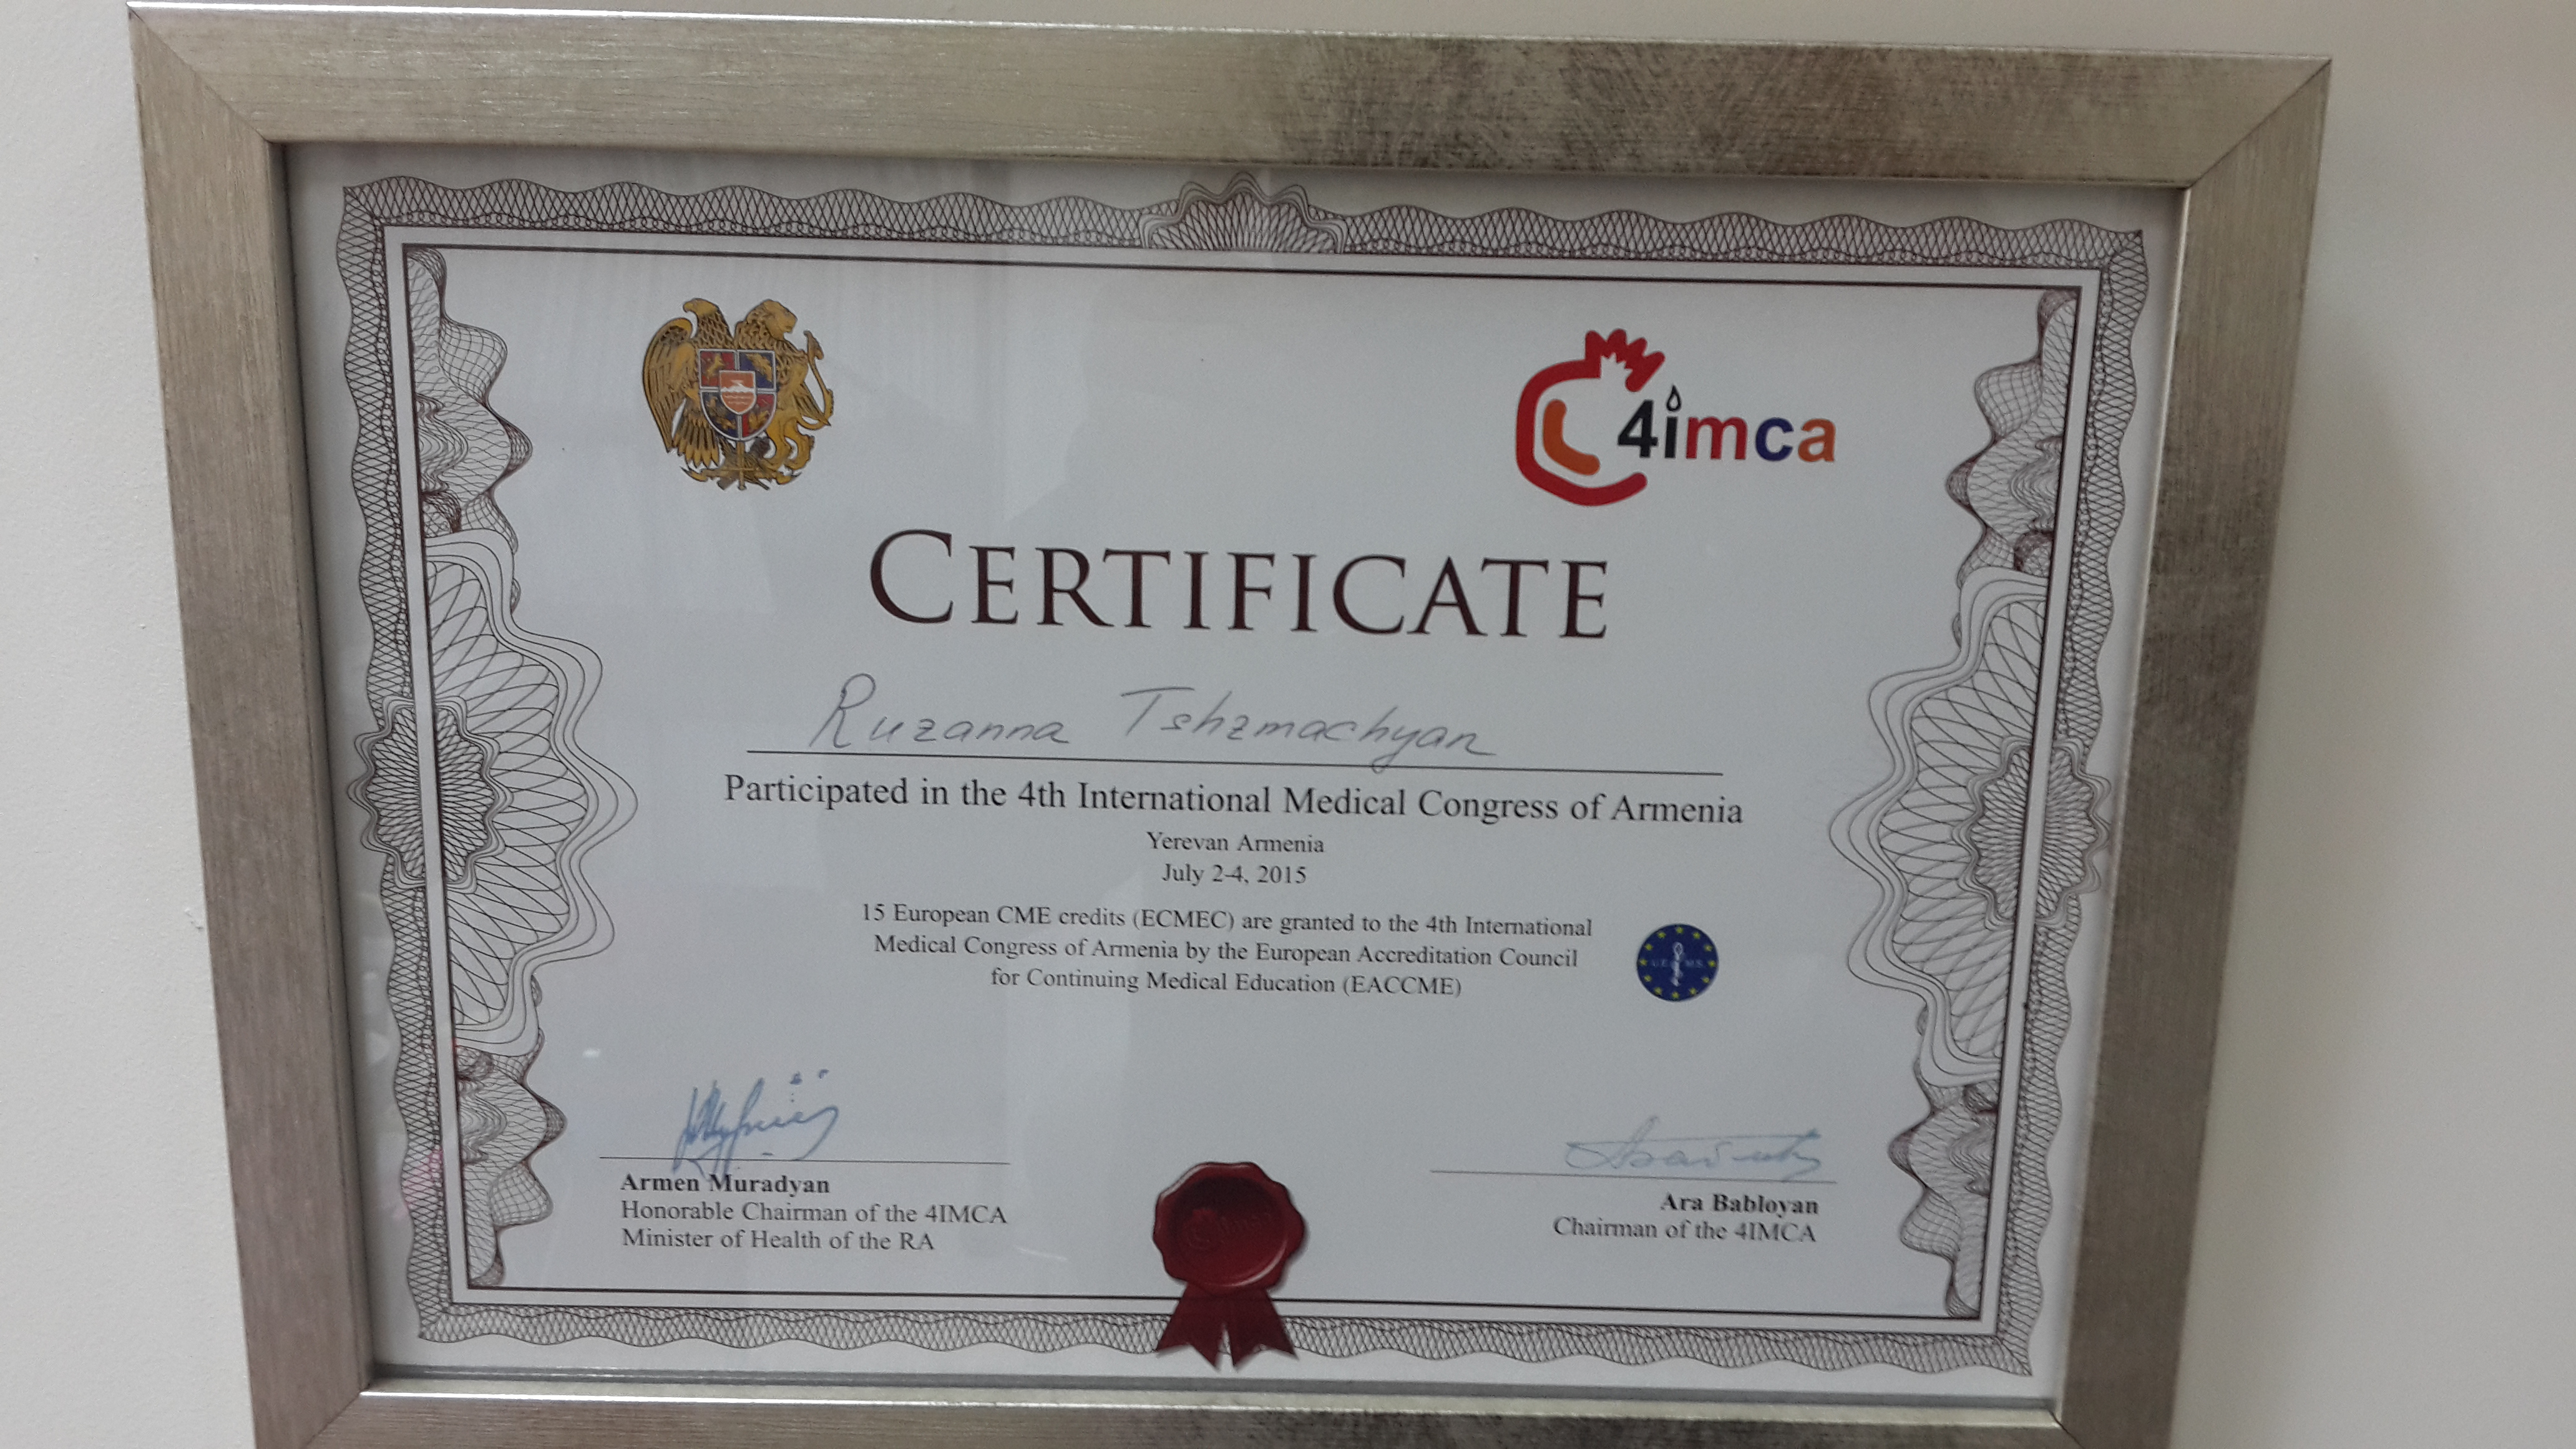 4imca
CERTIFICATE
Ruzanna Tshzmachyan
Participated in the 4th International Medical Congress of Armenia
Yerevan Armenia
July 2-4, 2015
15 European CME credits (ECMEC) are granted to the 4th International
Medical Congress of Armenia by the European Accreditation Council
for Continuing Medical Education (EACCME)
U.E.M.S.
Armen Muradyan
Honorable Chairman of the 4IMCA
Minister of Health of the RA
Ara Babloyan
Chairman of the 4IMCA